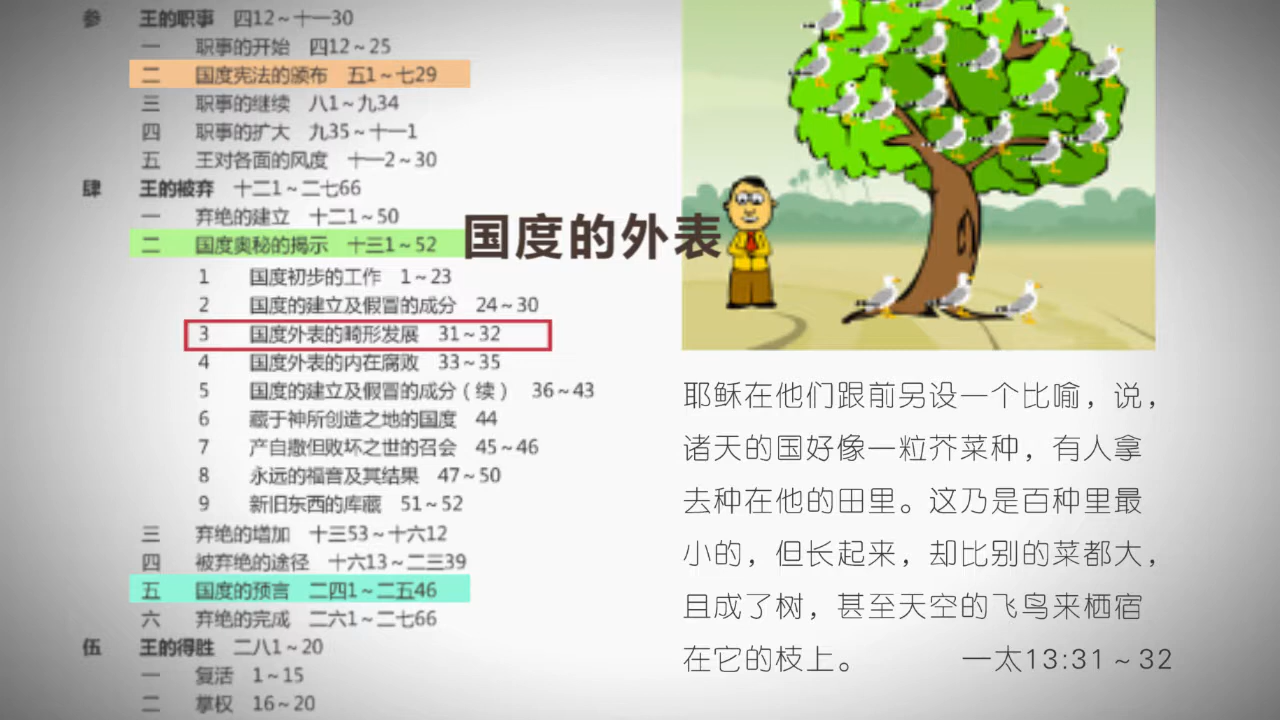 叁 王的职事 四12～十一30
一 职事的开始 四12～25
二 国度宪法的颁布 五1～七29
三 职事的继续 八1～九34
四 职事的扩大 九35～十一1
五 王对各面的风度 十一2～30
肆 王的被弃 十二1～二七66
一 弃绝的建立 十二1～50
二 国度奥秘的揭示 十三1～52
1 国度初步的工作 1～23
2 国度的建立及假冒的成分 24～30
3 国度外表的畸形发展 31～32
4 国度外表的内在腐败 33～35
5 国度的建立及假冒的成分（续） 36～43
6 藏于神所创造之地的国度 44
7 产自撒但败坏之世的召会 45～46
8 永远的福音及其结果 47～50
9 新旧东西的库藏 51～52
三 弃绝的增加 十三53～十六12
四 被弃绝的途径 十六13～二三39
五 国度的预言 二四1～二五46
六 弃绝的完成 二六1～二七66
伍 王的得胜 二八1～20
一 复活 1～15
二 掌权 16～20
国度的外表
耶稣在他们跟前另设一个比喻，说，
诸天的国好像一粒芥菜种，有人拿
去种在他的田里。这乃是百种里最
小的，但长起来，却比别的菜都大，
且成了树，甚至天空的飞鸟来栖宿
在它的枝上。 —太13:31～32